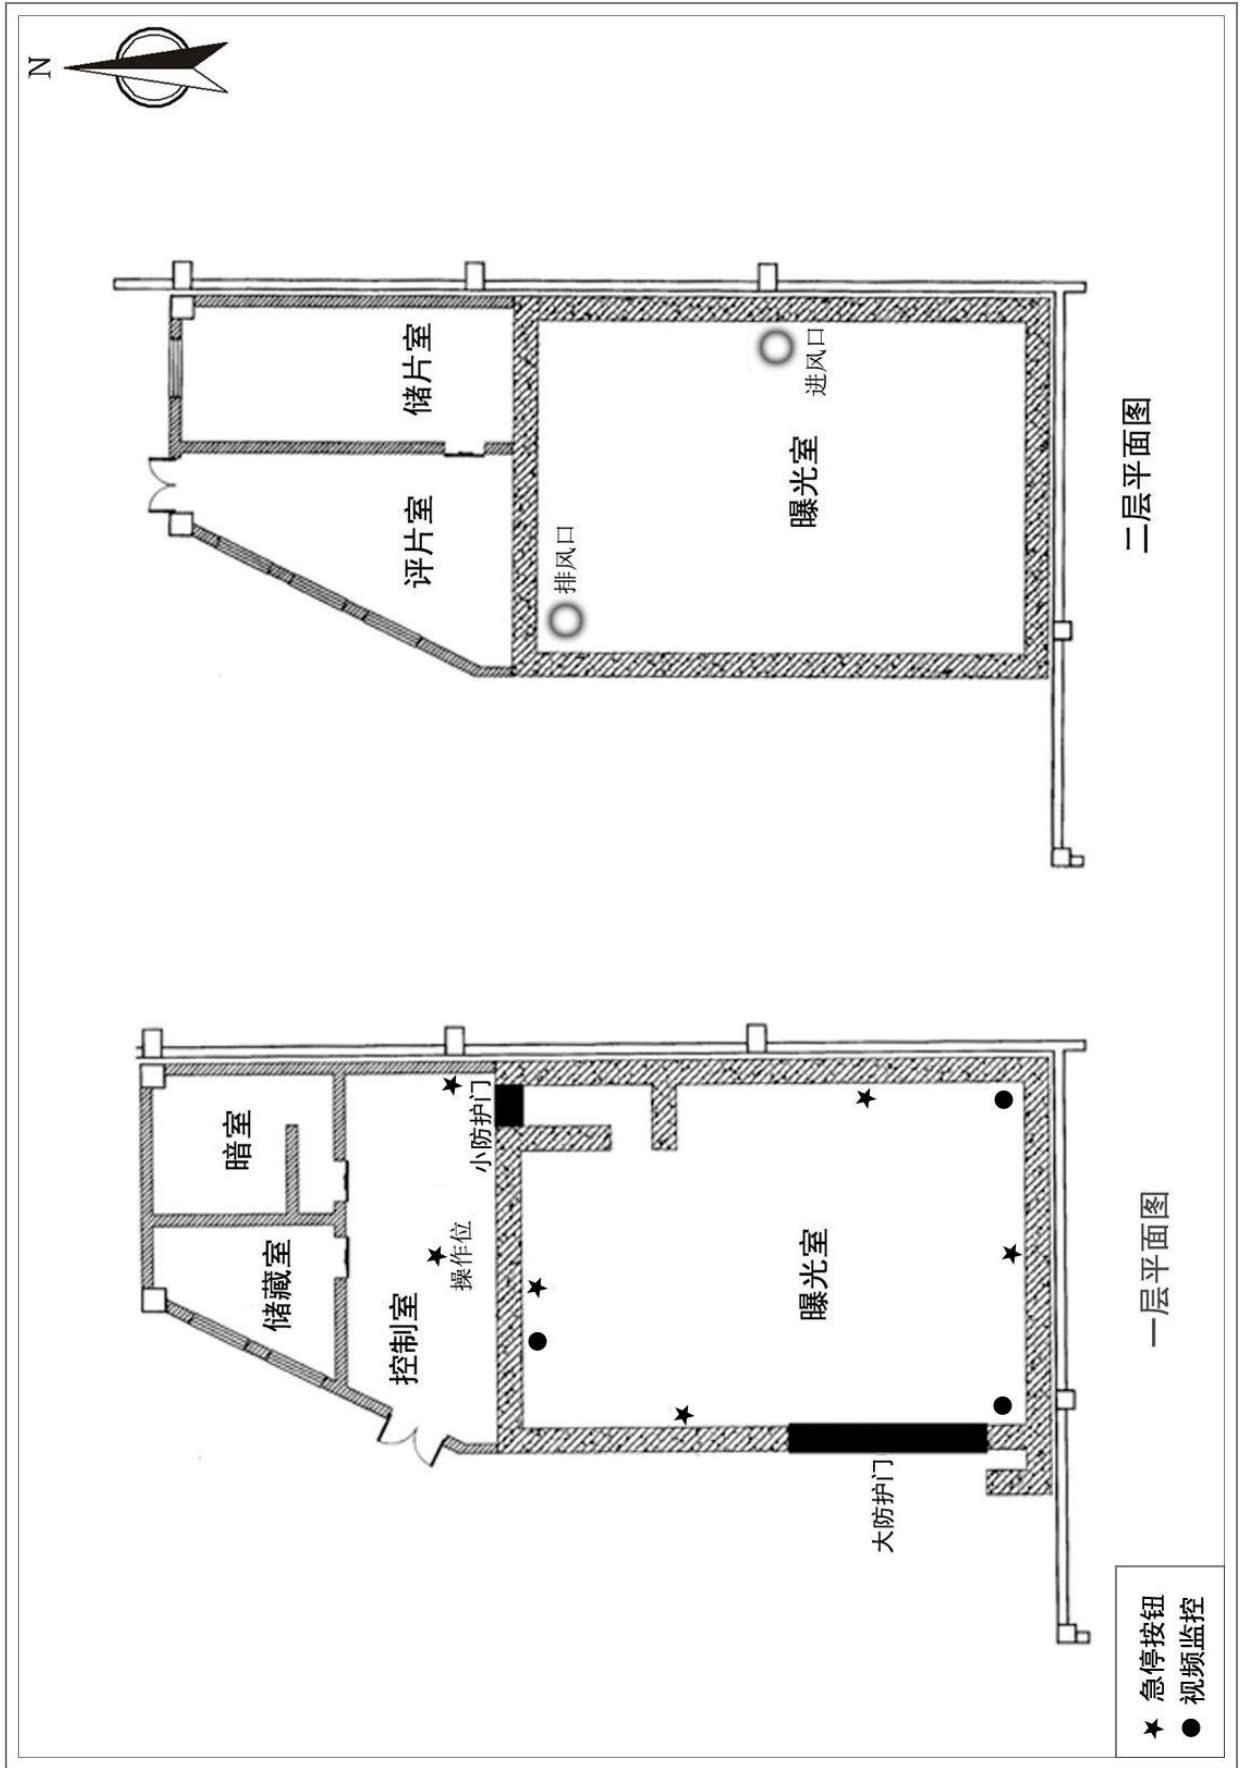 N
暗室
储藏室
控制室
操作位
小防护门
曝光室
大防护门
一层平面图
储片室
评片室
排风口
进风口
曝光室
二层平面图
★ 急停按钮
● 视频监控